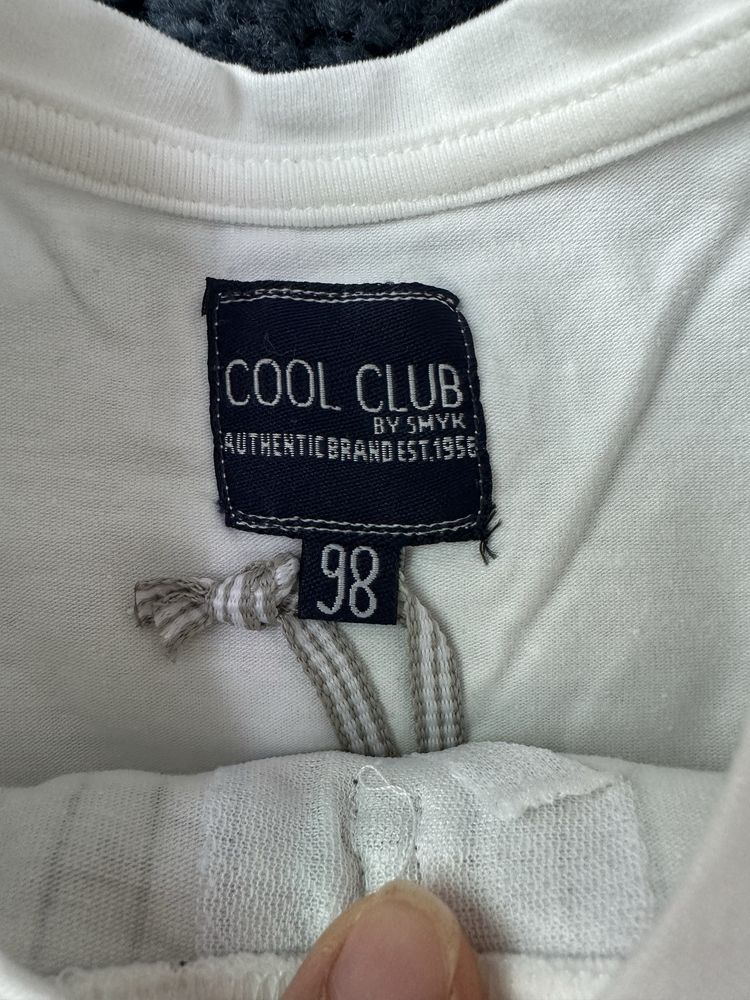 COOL CLUB
BY SMYK
AUTHENTIC BRAND EST. 1956
98